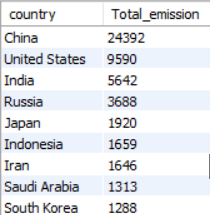 country Total_emission
China 24392
United States 9590
India 5642
Russia 3688
Japan 1920
Indonesia 1659
Iran 1646
Saudi Arabia 1313
South Korea 1288